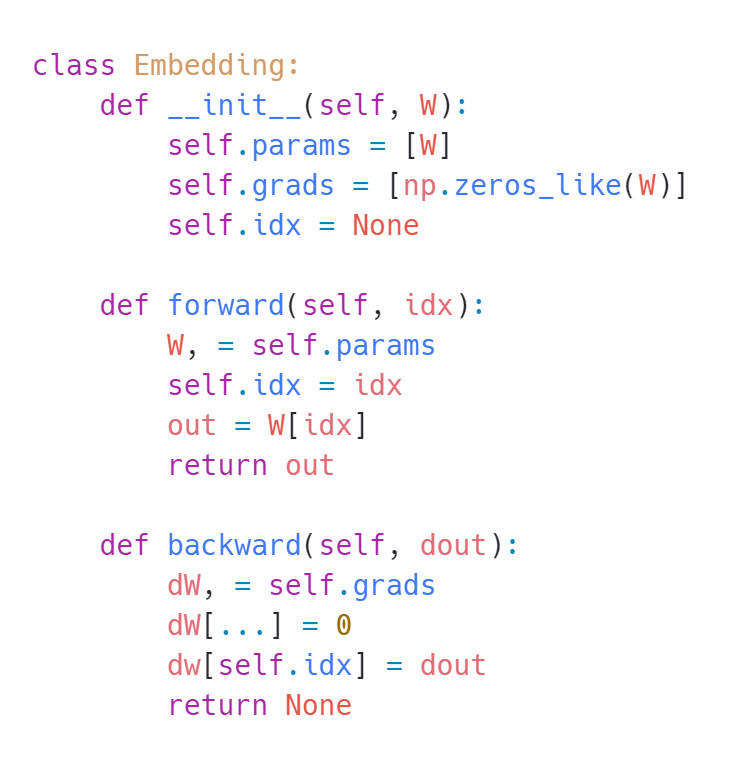 class Embedding:
    def __init__(self, W):
        self.params = [W]
        self.grads = [np.zeros_like(W)]
        self.idx = None

    def forward(self, idx):
        W, = self.params
        self.idx = idx
        out = W[idx]
        return out

    def backward(self, dout):
        dW, = self.grads
        dW[...] = 0
        dw[self.idx] = dout
        return None